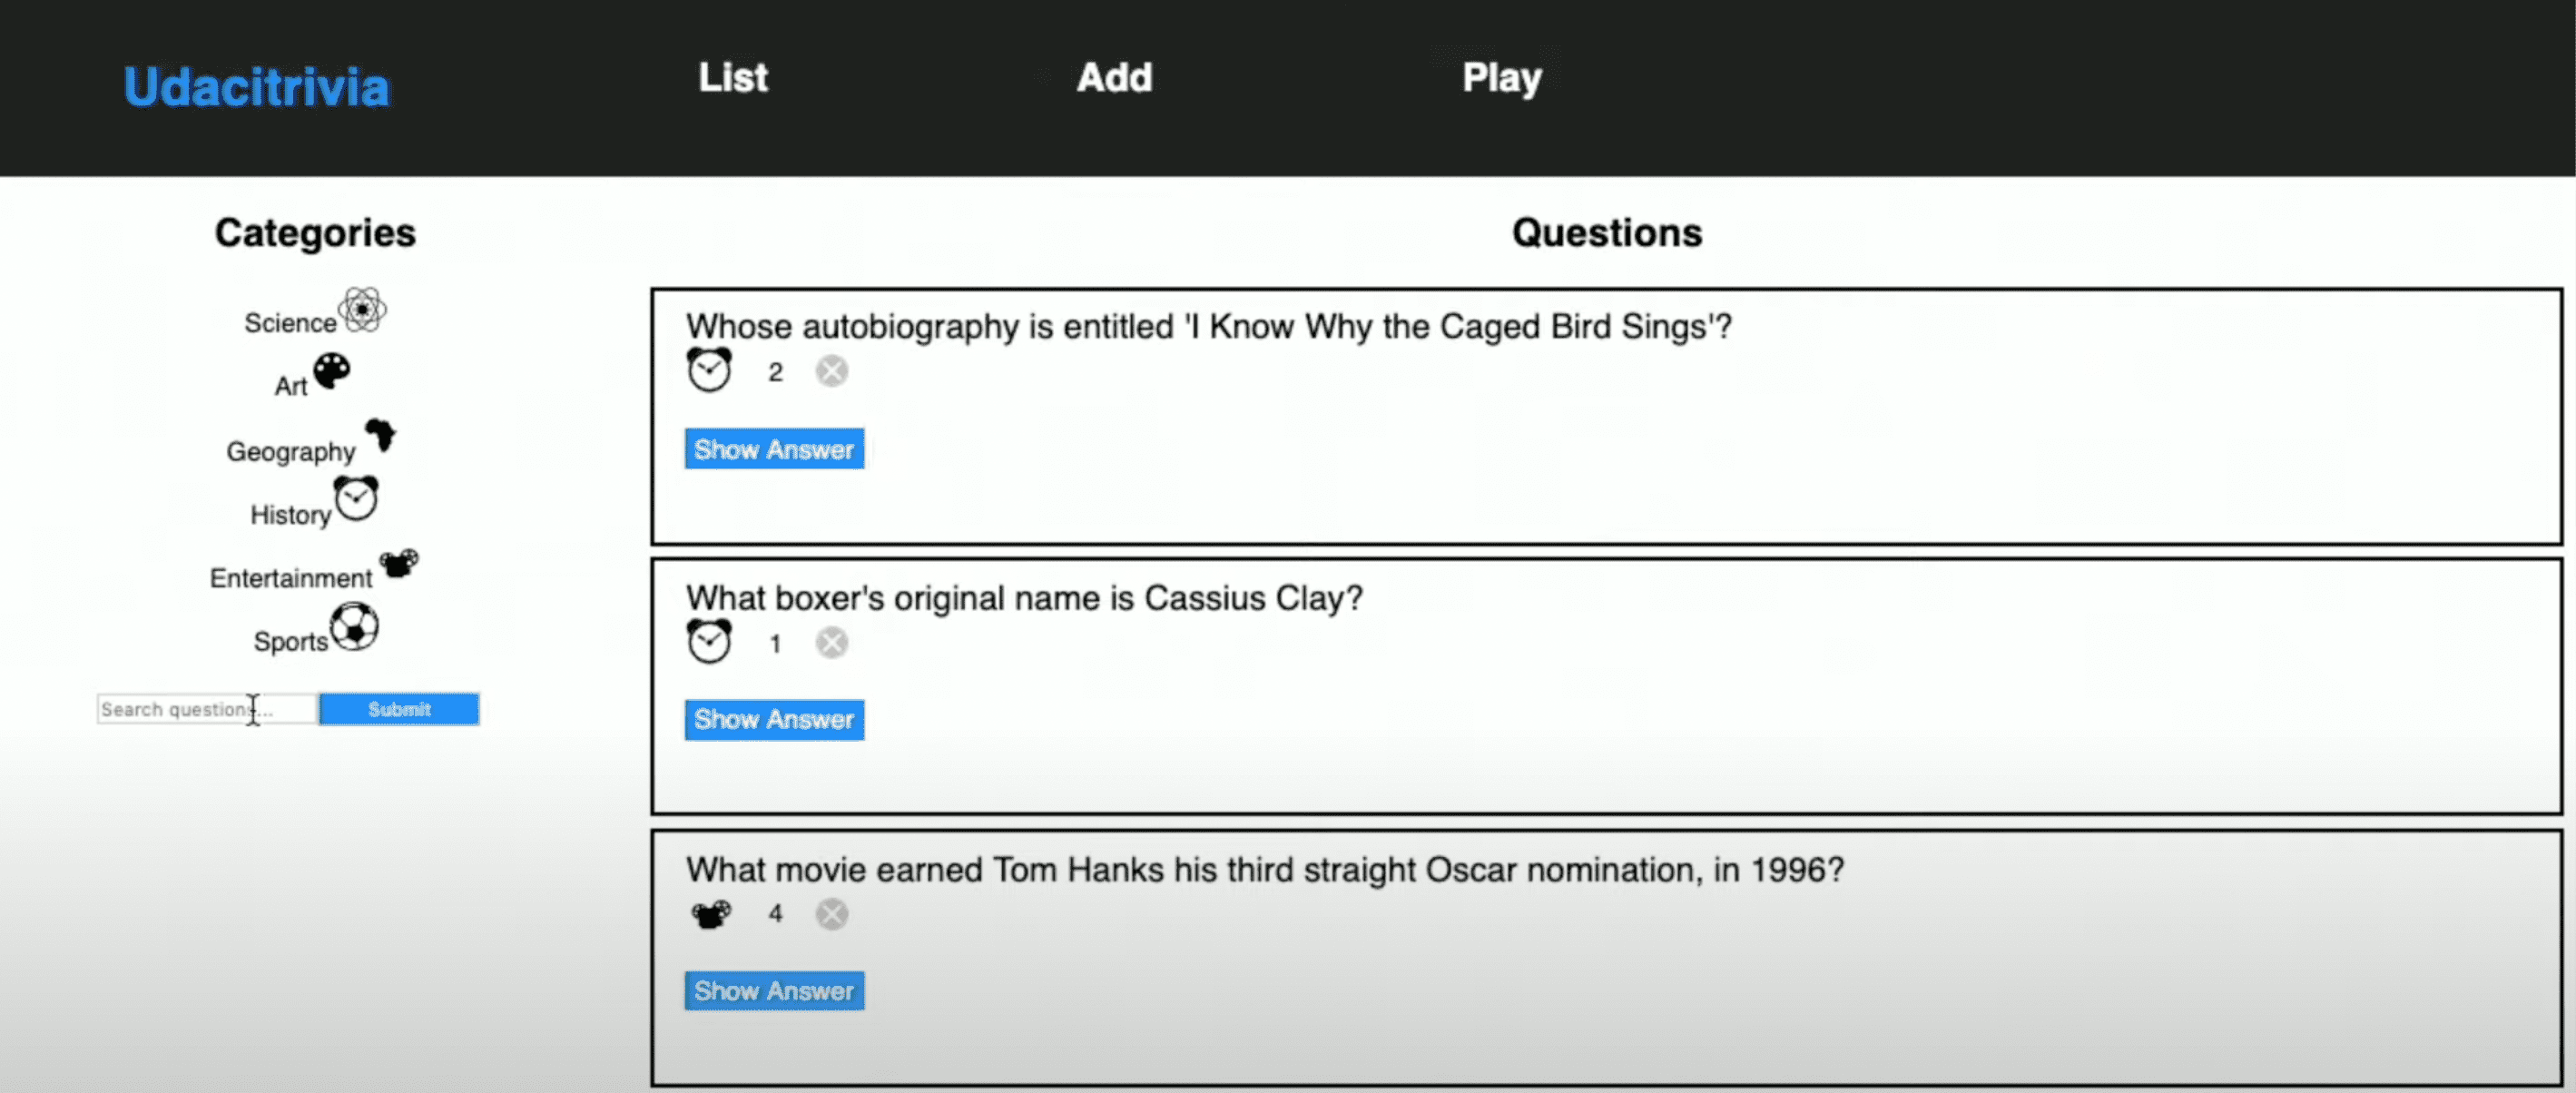 Udacitrivia
List
Add
Play
Categories
Science
Art
Geography
History
Entertainment
Sports
Search questions...
Submit
Questions
Whose autobiography is entitled 'I Know Why the Caged Bird Sings'?
2
Show Answer
What boxer's original name is Cassius Clay?
1
Show Answer
What movie earned Tom Hanks his third straight Oscar nomination, in 1996?
4
Show Answer